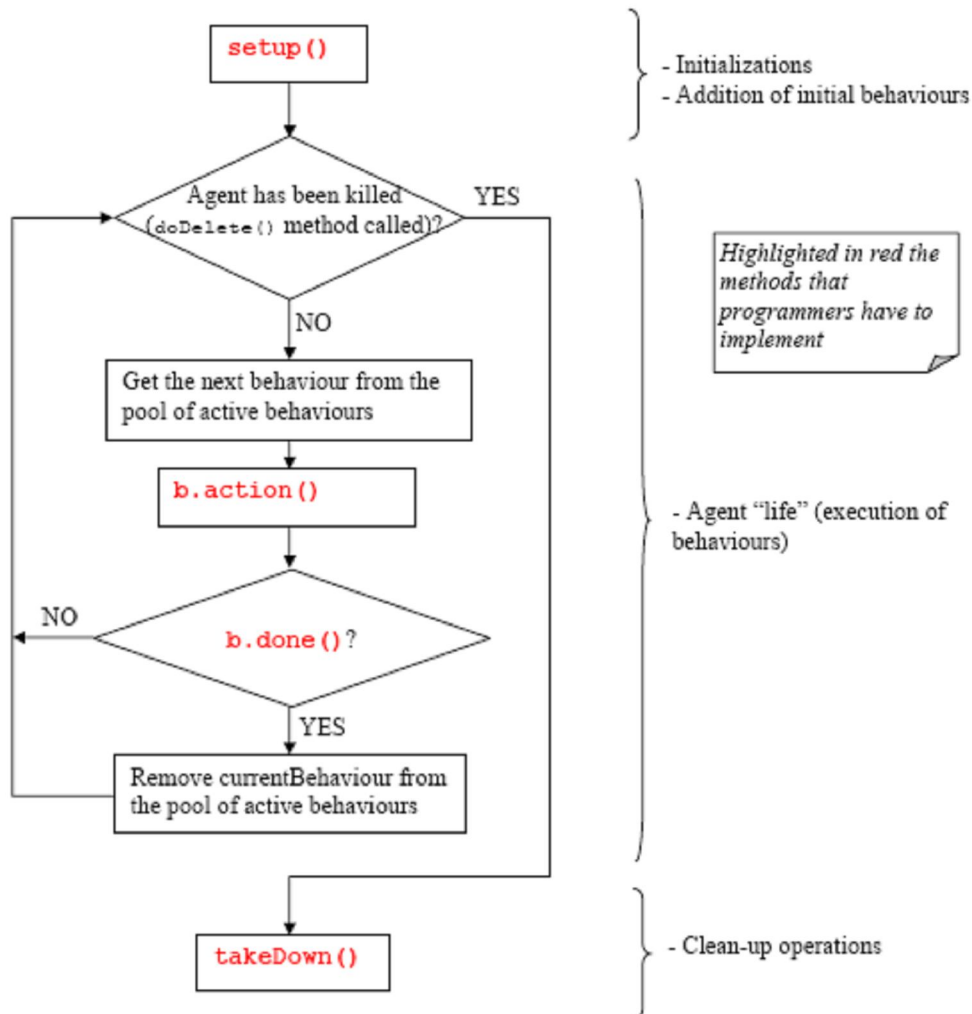 setup()
- Initializations
- Addition of initial behaviours
Agent has been killed
(doDelete() method called)?
YES
Highlighted in red the
methods that
programmers have to
implement
NO
Get the next behaviour from the
pool of active behaviours
b.action()
- Agent “life” (execution of
behaviours)
NO
b.done()?
YES
Remove currentBehaviour from
the pool of active behaviours
takeDown()
- Clean-up operations